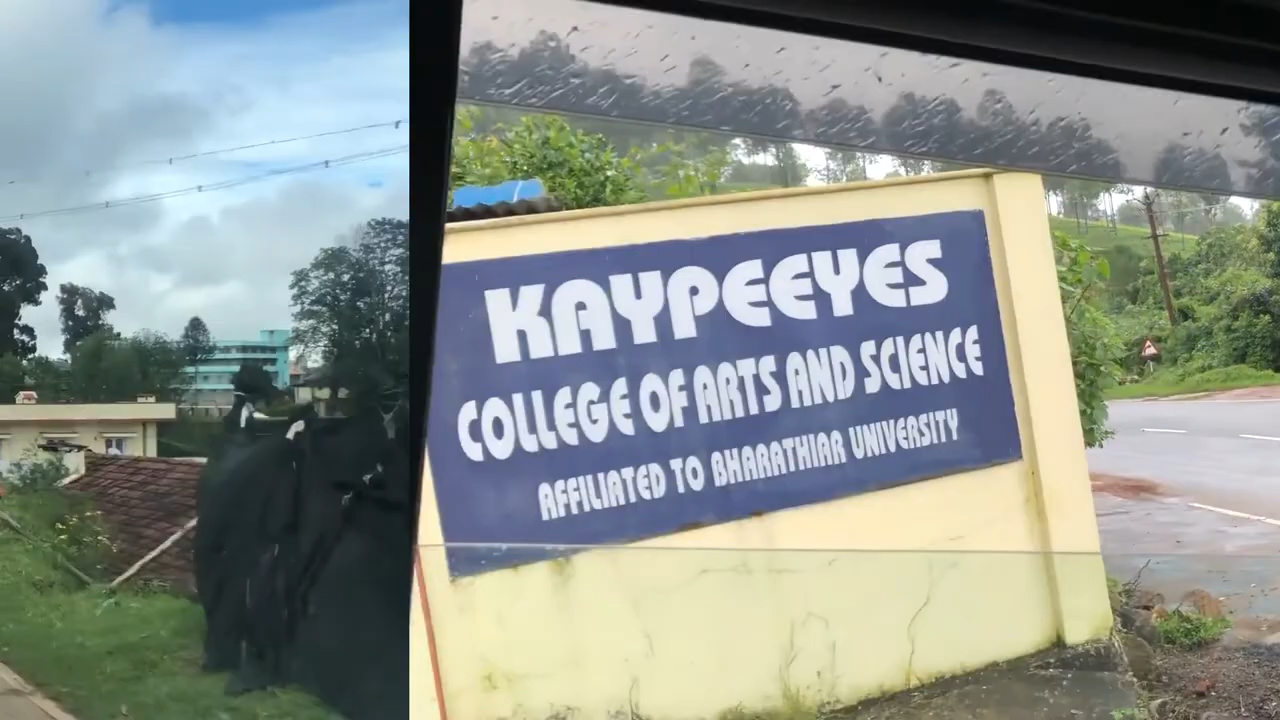 KAYPEEYES
COLLEGE OF ARTS AND SCIENCE
AFFILIATED TO BHARATHIAR UNIVERSITY